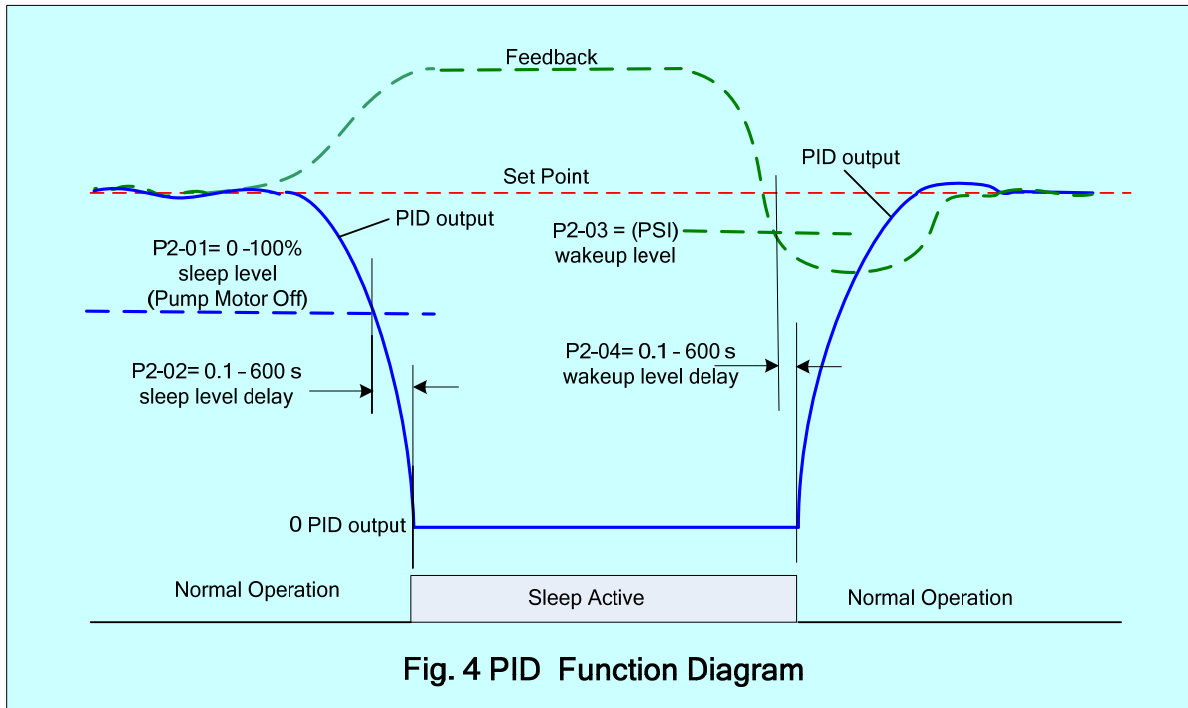 Feedback
PID output
Set Point
PID output
P2-01= 0 -100%
sleep level
(Pump Motor Off)
P2-03 = (PSI)
wakeup level
P2-02= 0.1 - 600 s
sleep level delay
P2-04= 0.1 - 600 s
wakeup level delay
0 PID output
Normal Operation
Sleep Active
Normal Operation
Fig. 4 PID Function Diagram